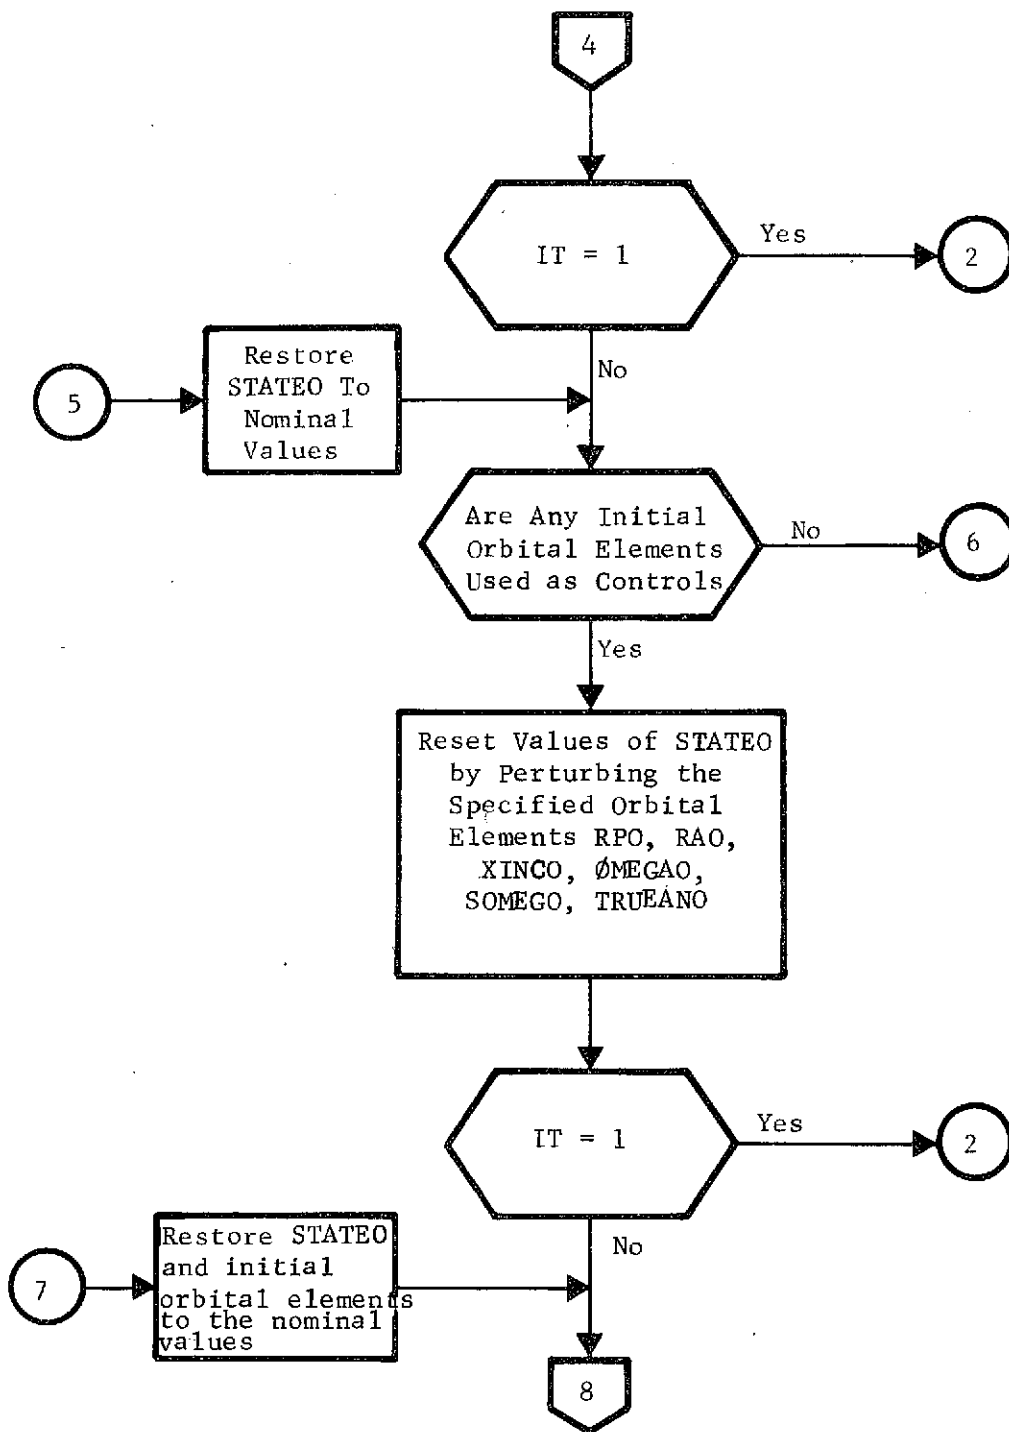 4
IT = 1
Yes
2
No
5
Restore
STATEO To
Nominal
Values
Are Any Initial
Orbital Elements
Used as Controls
No
6
Yes
Reset Values of STATEO
by Perturbing the
Specified Orbital
Elements RPO, RAO,
XINCO, ØMEGAO,
SOMEGO, TRUEANO
IT = 1
Yes
2
No
7
Restore STATEO
and initial
orbital elements
to the nominal
values
8